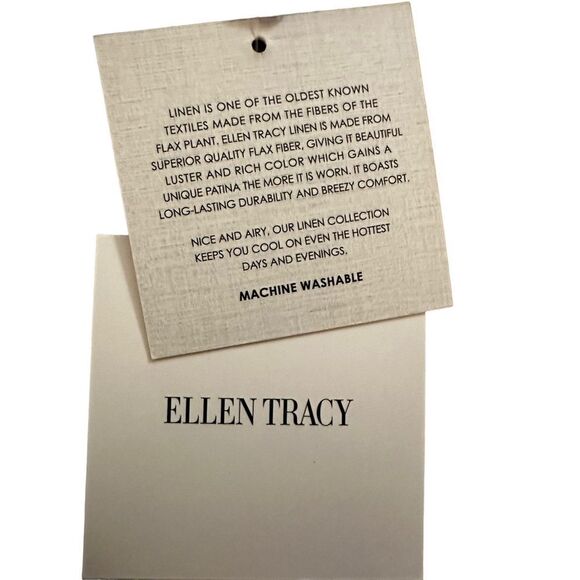 LINEN IS ONE OF THE OLDEST KNOWN
TEXTILES MADE FROM THE FIBERS OF THE
FLAX PLANT. ELLEN TRACY LINEN IS MADE FROM
SUPERIOR QUALITY FLAX FIBER, GIVING IT BEAUTIFUL
LUSTER AND RICH COLOR WHICH GAINS A
UNIQUE PATINA THE MORE IT IS WORN. IT BOASTS
LONG-LASTING DURABILITY AND BREEZY COMFORT.
NICE AND AIRY, OUR LINEN COLLECTION
KEEPS YOU COOL ON EVEN THE HOTTEST
DAYS AND EVENINGS.
MACHINE WASHABLE
ELLEN TRACY